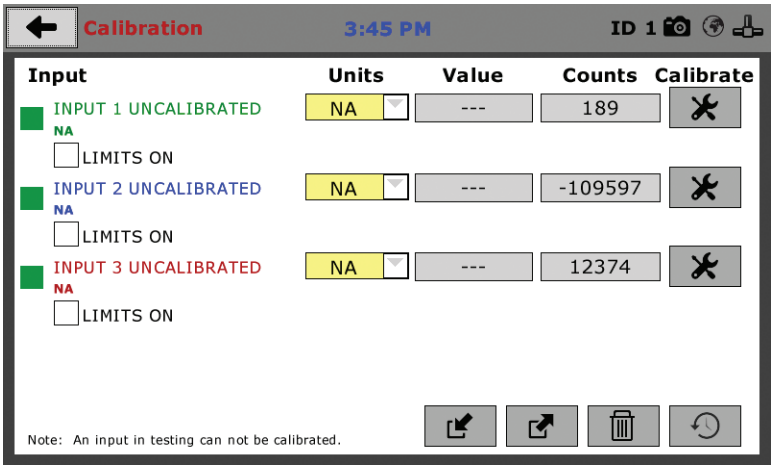 Calibration 3:45 PM ID 1
Input Units Value Counts Calibrate
INPUT 1 UNCALIBRATED NA --- 189
NA
LIMITS ON
INPUT 2 UNCALIBRATED NA --- -109597
NA
LIMITS ON
INPUT 3 UNCALIBRATED NA --- 12374
NA
LIMITS ON
Note: An input in testing can not be calibrated.